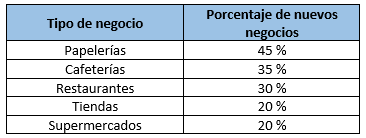 Tipo de negocio Porcentaje de nuevos
negocios
Papelerías 45 %
Cafeterías 35 %
Restaurantes 30 %
Tiendas 20 %
Supermercados 20 %